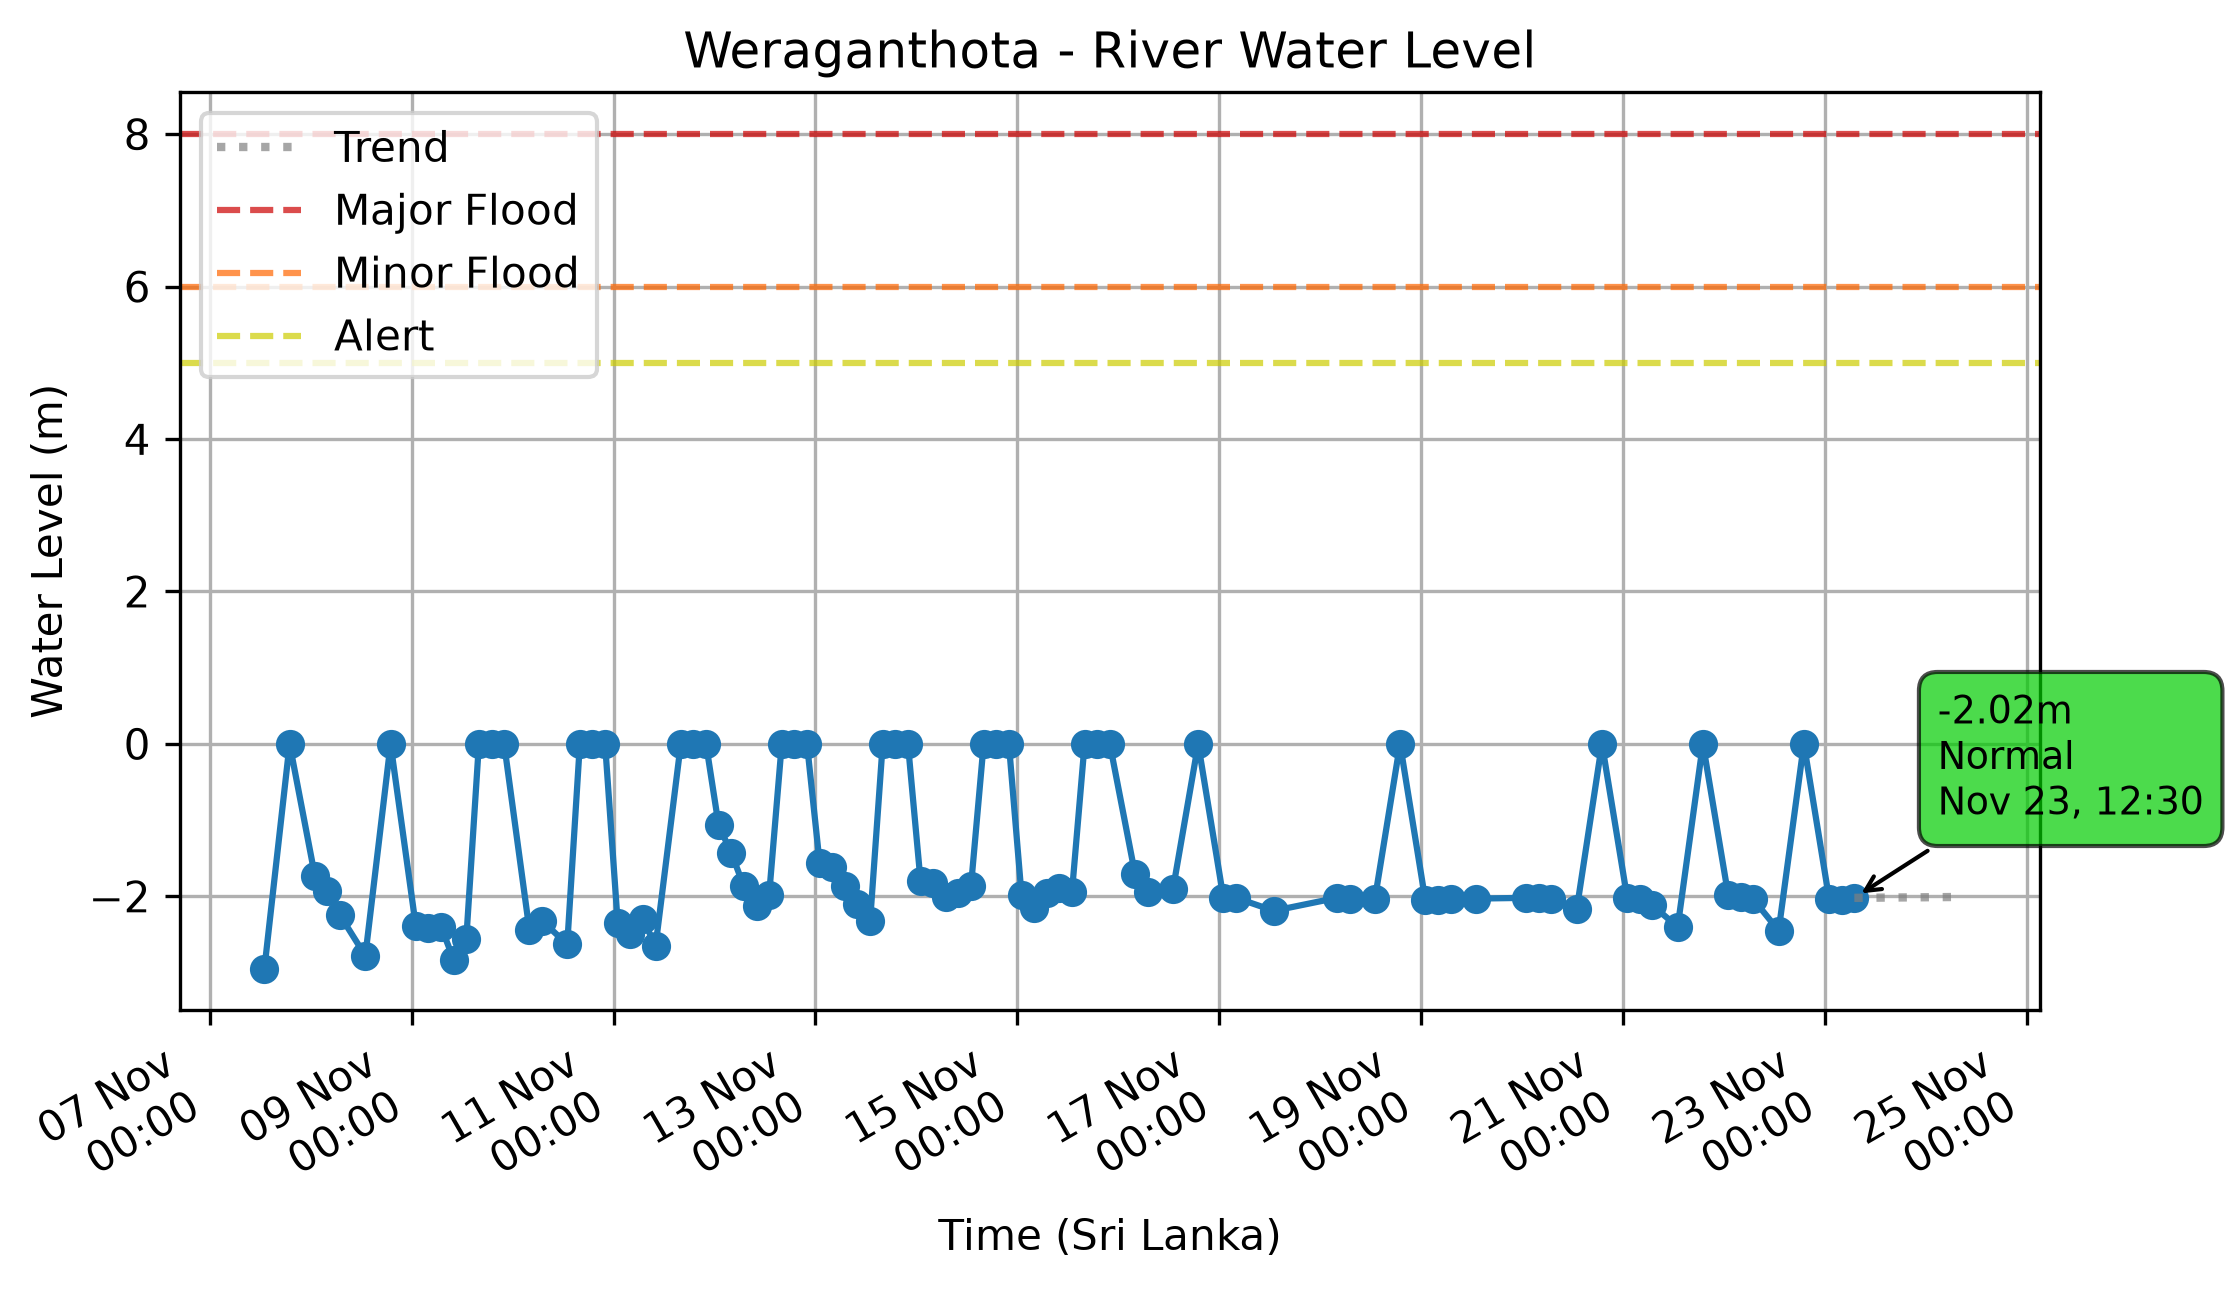 Weraganthota - River Water Level
Trend
Major Flood
Minor Flood
Alert
Water Level (m)
8
6
4
2
0
−2
-2.02m
Normal
Nov 23, 12:30
07 Nov
00:00
09 Nov
00:00
11 Nov
00:00
13 Nov
00:00
15 Nov
00:00
17 Nov
00:00
19 Nov
00:00
21 Nov
00:00
23 Nov
00:00
25 Nov
00:00
Time (Sri Lanka)